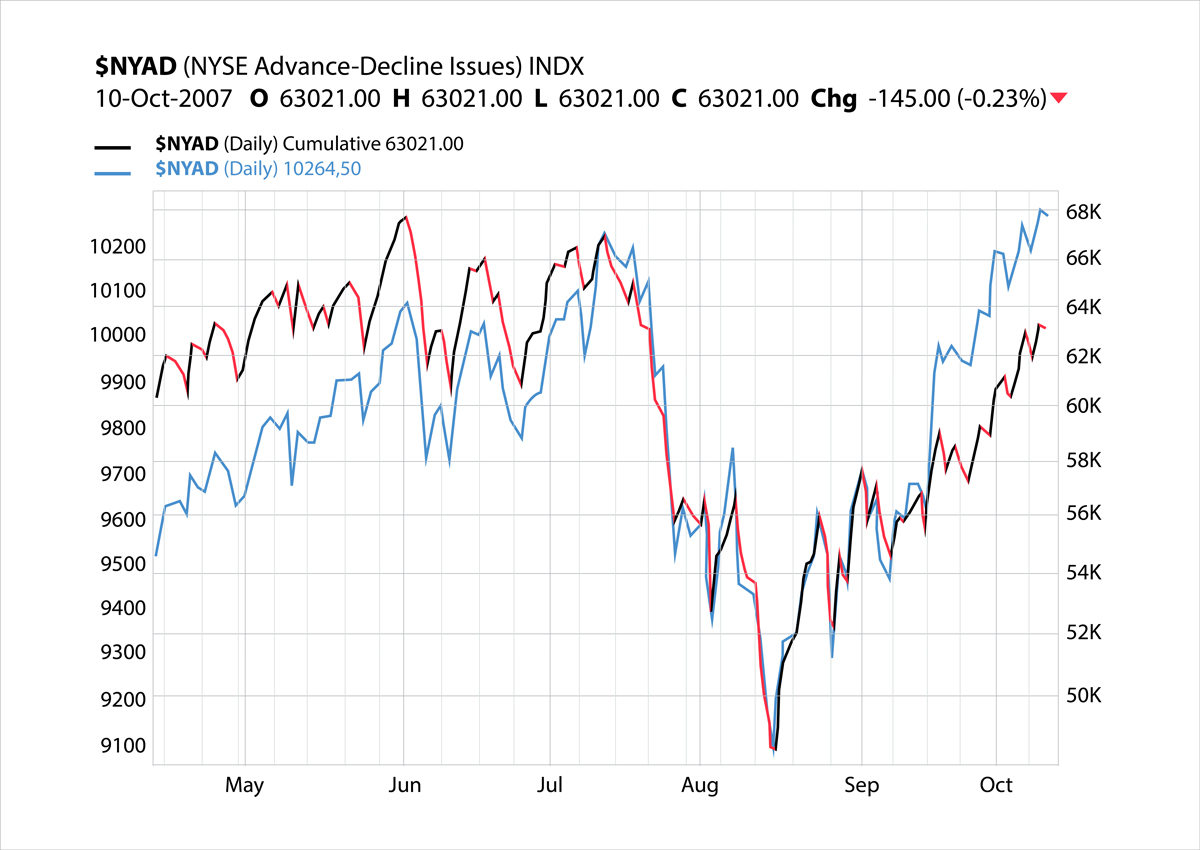 $NYAD (NYSE Advance-Decline Issues) INDX
10-Oct-2007 O 63021.00 H 63021.00 L 63021.00 C 63021.00 Chg -145.00 (-0.23%)
$NYAD (Daily) Cumulative 63021.00
$NYAD (Daily) 10264,50
10200
10100
10000
9900
9800
9700
9600
9500
9400
9300
9200
9100
68K
66K
64K
62K
60K
58K
56K
54K
52K
50K
May Jun Jul Aug Sep Oct